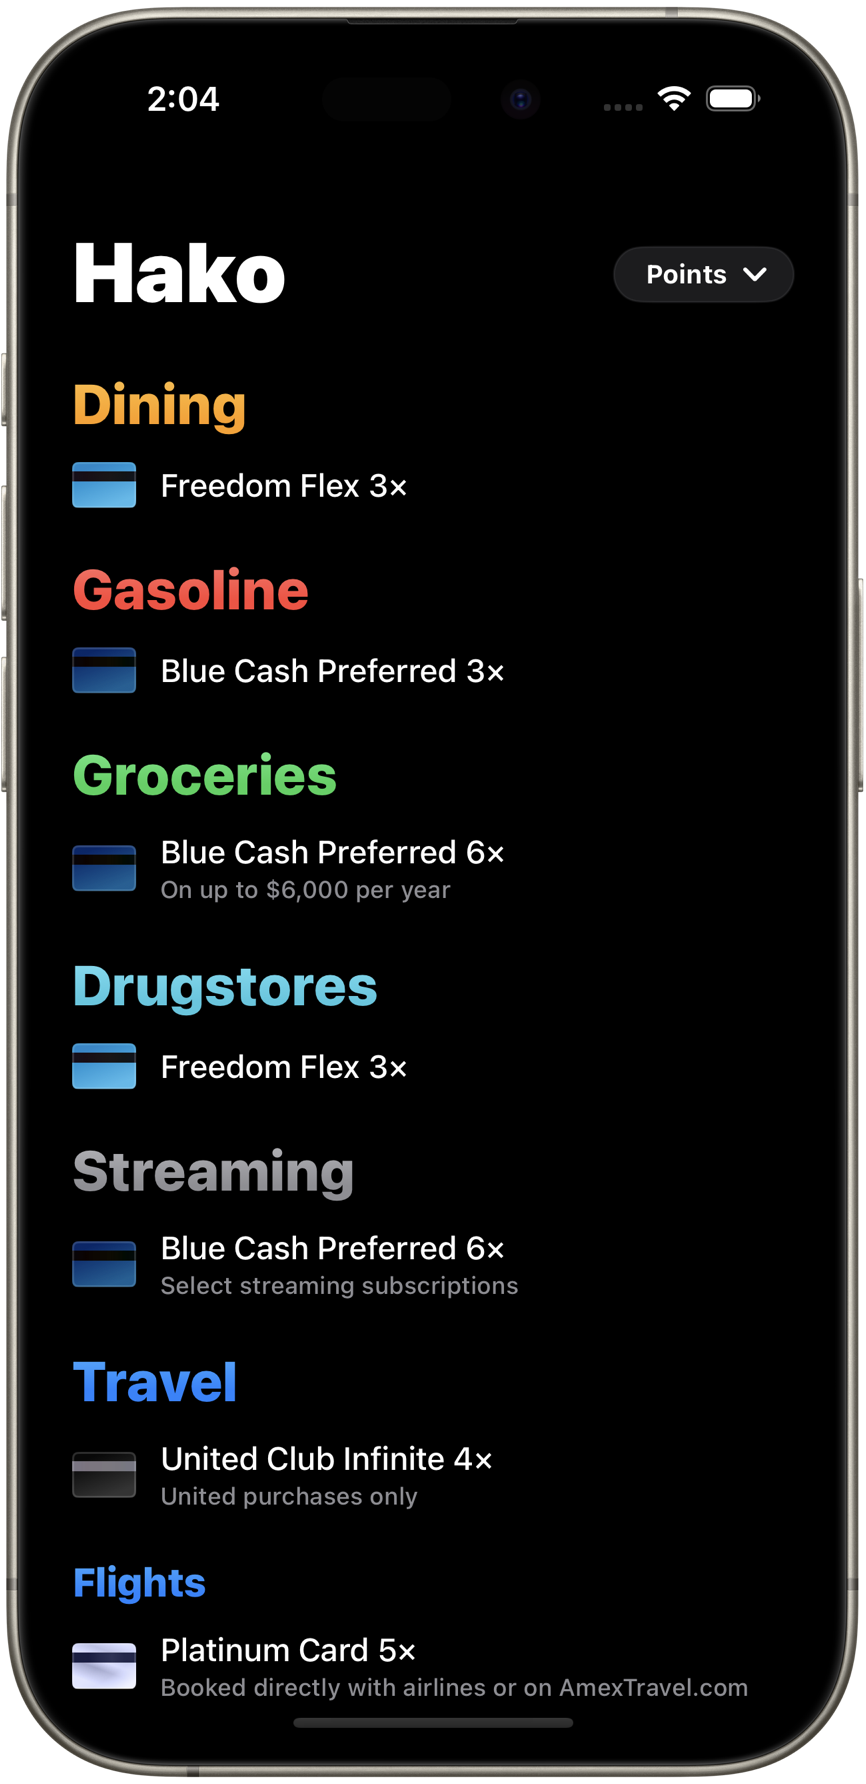 2:04
Hako
Points
Dining
Freedom Flex 3×
Gasoline
Blue Cash Preferred 3×
Groceries
Blue Cash Preferred 6×
On up to $6,000 per year
Drugstores
Freedom Flex 3×
Streaming
Blue Cash Preferred 6×
Select streaming subscriptions
Travel
United Club Infinite 4×
United purchases only
Flights
Platinum Card 5×
Booked directly with airlines or on AmexTravel.com